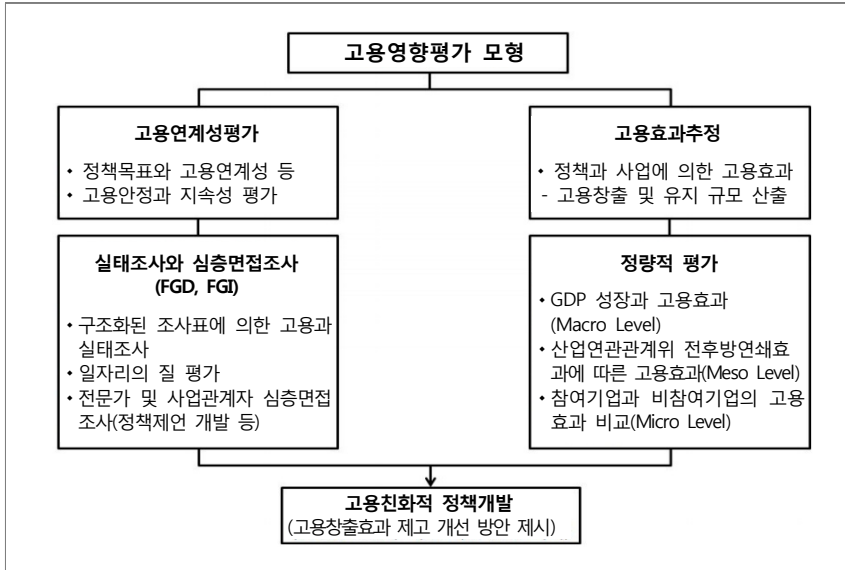 고용영향평가 모형
고용연계성평가
• 정책목표와 고용연계성 등
• 고용안정과 지속성 평가
고용효과추정
• 정책과 사업에 의한 고용효과
- 고용창출 및 유지 규모 산출
실태조사와 심층면접조사
(FGD, FGI)
• 구조화된 조사표에 의한 고용과
실태조사
• 일자리의 질 평가
• 전문가 및 사업관계자 심층면접
조사(정책제언 개발 등)
정량적 평가
• GDP 성장과 고용효과
(Macro Level)
• 산업연관관계위 전후방연쇄효
과에 따른 고용효과(Meso Level)
• 참여기업과 비참여기업의 고용
효과 비교(Micro Level)
고용친화적 정책개발
(고용창출효과 제고 개선 방안 제시)